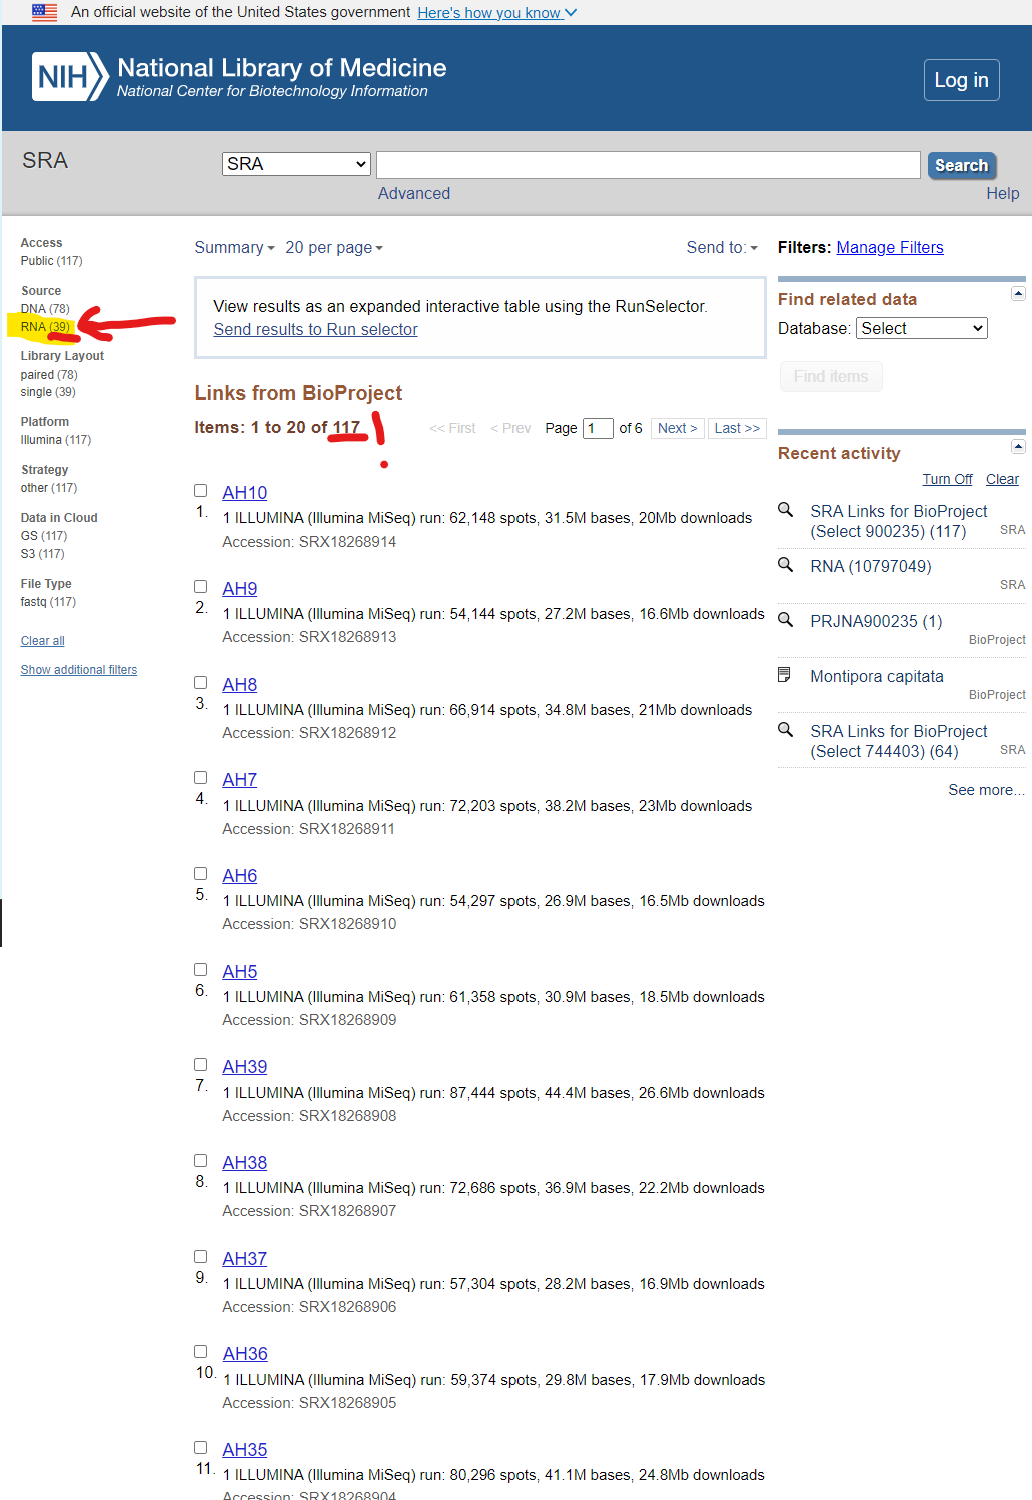 An official website of the United States government Here's how you know
NIH National Library of Medicine
National Center for Biotechnology Information
Log in
SRA
SRA
Search
Advanced
Help
Access
Public (117)
Source
DNA (78)
RNA (39)
Library Layout
paired (78)
single (39)
Platform
Illumina (117)
Strategy
other (117)
Data in Cloud
GS (117)
S3 (117)
File Type
fastq (117)
Clear all
Show additional filters
Summary 20 per page Send to:
View results as an expanded interactive table using the RunSelector.
Send results to Run selector
Links from BioProject
Items: 1 to 20 of 117 !
<< First < Prev Page 1 of 6 Next > Last >>
AH10
1. 1 ILLUMINA (Illumina MiSeq) run: 62,148 spots, 31.5M bases, 20Mb downloads
Accession: SRX18268914
AH9
2. 1 ILLUMINA (Illumina MiSeq) run: 54,144 spots, 27.2M bases, 16.6Mb downloads
Accession: SRX18268913
AH8
3. 1 ILLUMINA (Illumina MiSeq) run: 66,914 spots, 34.8M bases, 21Mb downloads
Accession: SRX18268912
AH7
4. 1 ILLUMINA (Illumina MiSeq) run: 72,203 spots, 38.2M bases, 23Mb downloads
Accession: SRX18268911
AH6
5. 1 ILLUMINA (Illumina MiSeq) run: 54,297 spots, 26.9M bases, 16.5Mb downloads
Accession: SRX18268910
AH5
6. 1 ILLUMINA (Illumina MiSeq) run: 61,358 spots, 30.9M bases, 18.5Mb downloads
Accession: SRX18268909
AH39
7. 1 ILLUMINA (Illumina MiSeq) run: 87,444 spots, 44.4M bases, 26.6Mb downloads
Accession: SRX18268908
AH38
8. 1 ILLUMINA (Illumina MiSeq) run: 72,686 spots, 36.9M bases, 22.2Mb downloads
Accession: SRX18268907
AH37
9. 1 ILLUMINA (Illumina MiSeq) run: 57,304 spots, 28.2M bases, 16.9Mb downloads
Accession: SRX18268906
AH36
10. 1 ILLUMINA (Illumina MiSeq) run: 59,374 spots, 29.8M bases, 17.9Mb downloads
Accession: SRX18268905
AH35
11. 1 ILLUMINA (Illumina MiSeq) run: 80,296 spots, 41.1M bases, 24.8Mb downloads
Accession: SRX18268904
Filters: Manage Filters
Find related data
Database: Select
Find items
Recent activity
Turn Off Clear
SRA Links for BioProject
(Select 900235) (117) SRA
RNA (10797049)
SRA
PRJNA900235 (1)
BioProject
Montipora capitata
BioProject
SRA Links for BioProject
(Select 744403) (64) SRA
See more...